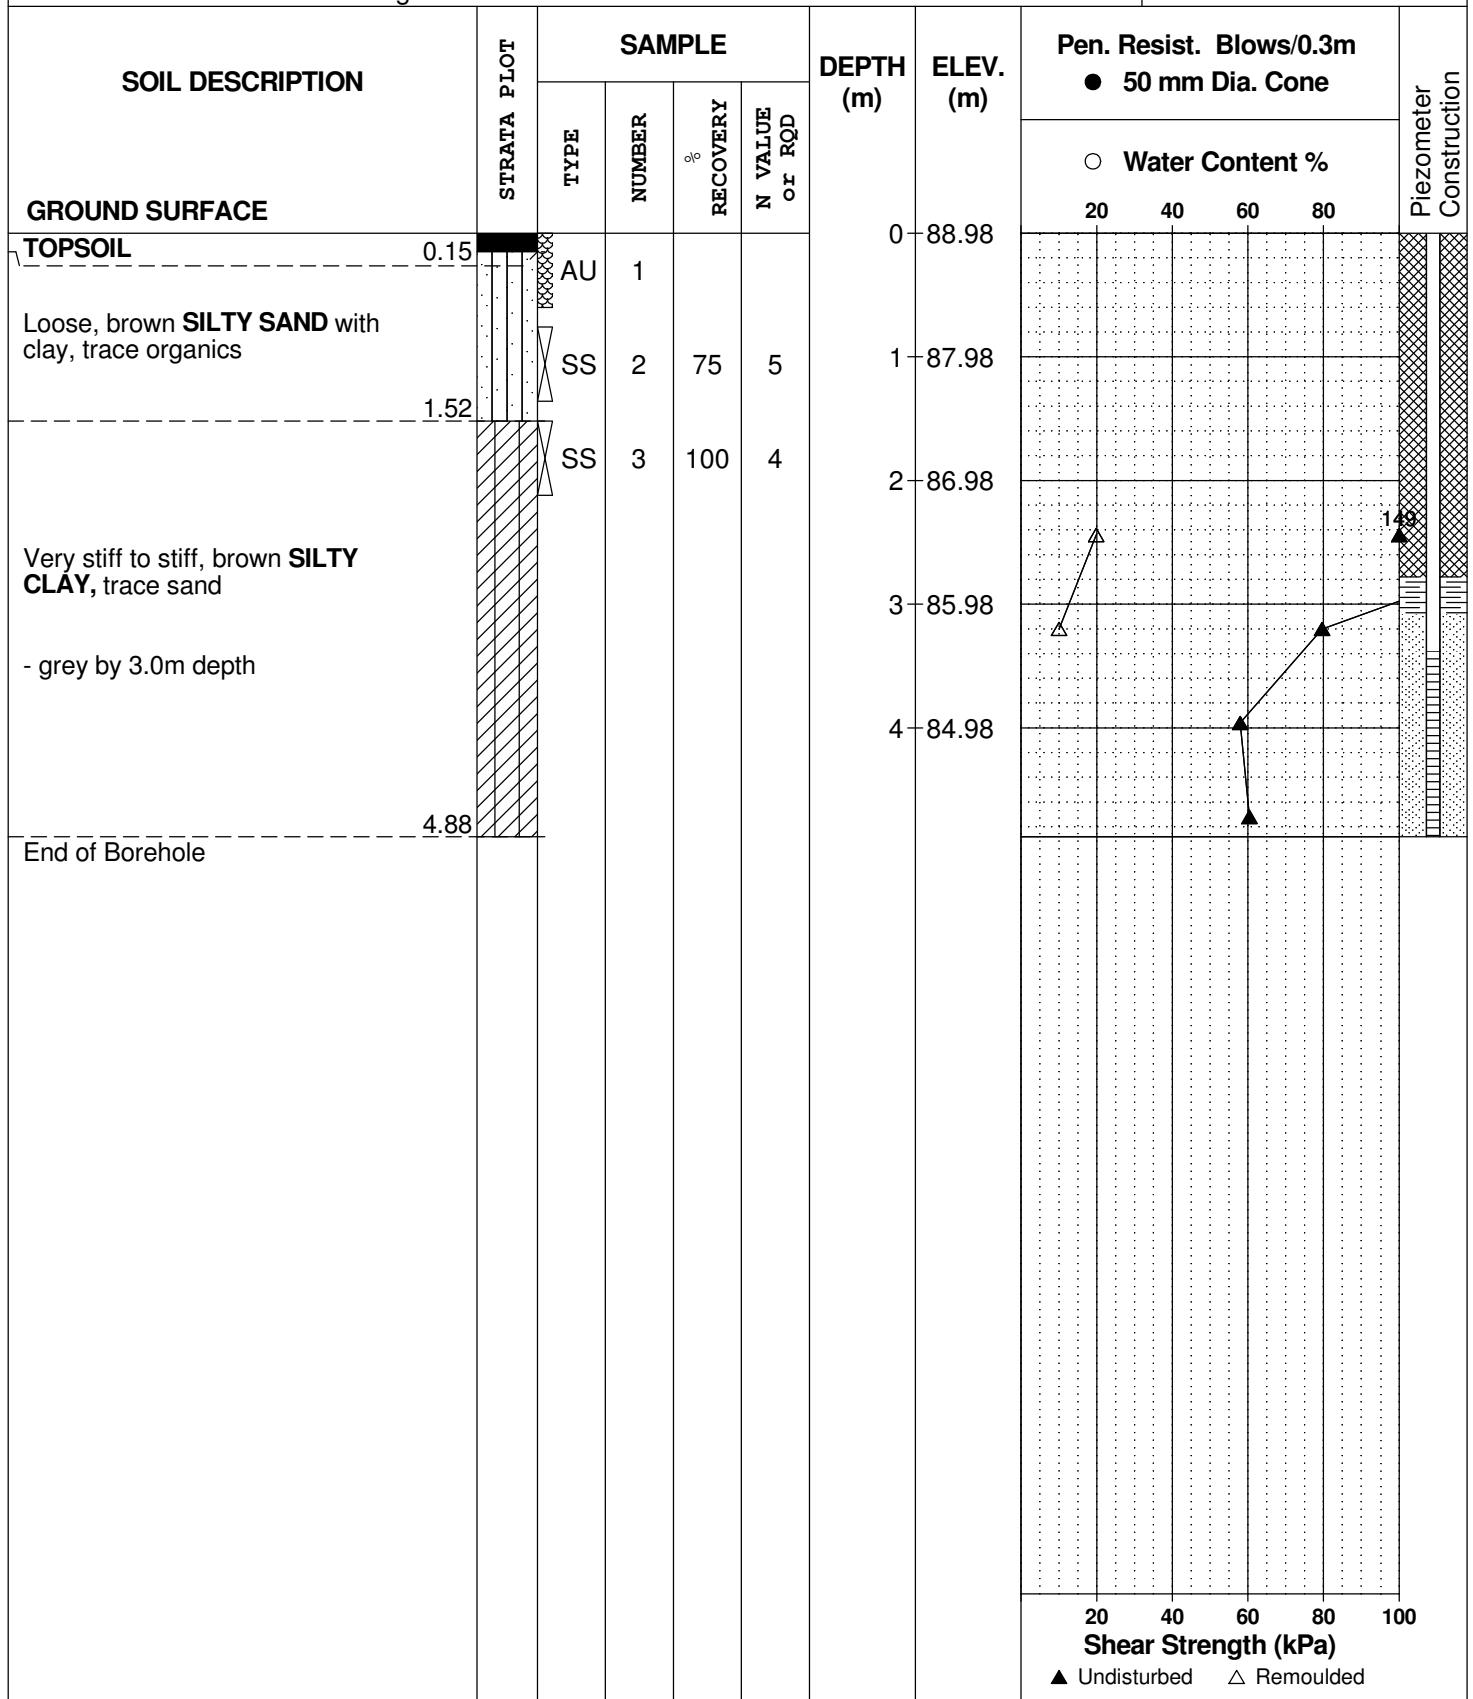 SOIL DESCRIPTION
GROUND SURFACE
STRATA PLOT
SAMPLE
TYPE
NUMBER
% RECOVERY
N VALUE
or RQD
DEPTH
(m)
ELEV.
(m)
Pen. Resist. Blows/0.3m
● 50 mm Dia. Cone
○ Water Content %
20 40 60 80
Piezometer
Construction
TOPSOIL 0.15
AU 1
0 88.98
Loose, brown SILTY SAND with
clay, trace organics
SS 2 75 5
1 87.98
1.52
SS 3 100 4
2 86.98
149
Very stiff to stiff, brown SILTY
CLAY, trace sand
3 85.98
- grey by 3.0m depth
4 84.98
4.88
End of Borehole
20 40 60 80 100
Shear Strength (kPa)
▲ Undisturbed △ Remoulded